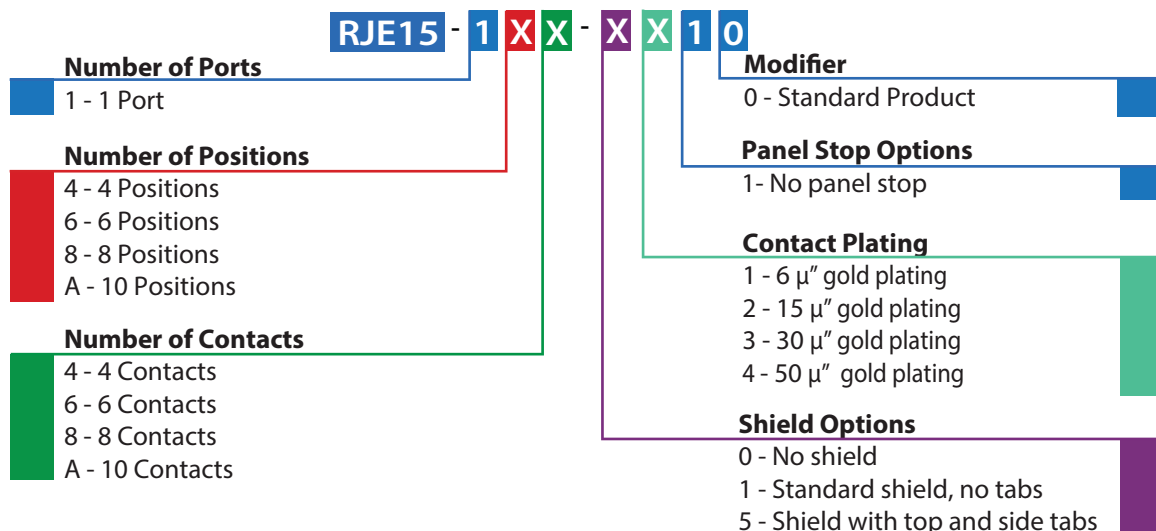 RJE15 - 1 X X - X X 1 0
Number of Ports
1 - 1 Port
Number of Positions
4 - 4 Positions
6 - 6 Positions
8 - 8 Positions
A - 10 Positions
Number of Contacts
4 - 4 Contacts
6 - 6 Contacts
8 - 8 Contacts
A - 10 Contacts
Modifier
0 - Standard Product
Panel Stop Options
1- No panel stop
Contact Plating
1 - 6 µ” gold plating
2 - 15 µ” gold plating
3 - 30 µ” gold plating
4 - 50 µ” gold plating
Shield Options
0 - No shield
1 - Standard shield, no tabs
5 - Shield with top and side tabs